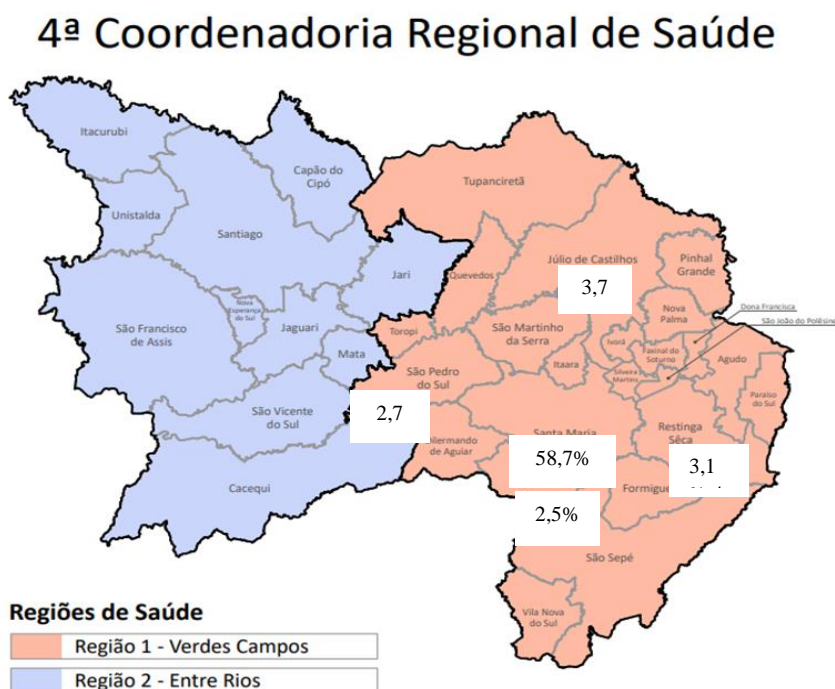 4ª Coordenadoria Regional de Saúde
Itacurubi
Capão do
Cipó
Tupanciretã
Unistalda
Santiago
Jari
Quevedos
Júlio de Castilhos
Pinhal
Grande
3,7
Nova
Esperança
do Sul
São Francisco
de Assis
Jaguari
Mata
Toropi
São Martinho
da Serra
Nova
Palma
Dona Francisca
São João do Polêsine
Ivorá
Faxinal do
Soturno
Agudo
Itaara
Silveira
Martins
São Pedro
do Sul
Paraíso
do Sul
São Vicente
do Sul
2,7
Santa Maria
Restinga
Sêca
de Aguiar
58,7%
3,1
Cacequi
2,5%
São Sepé
Vila Nova
do Sul
Regiões de Saúde
Região 1 - Verdes Campos
Região 2 - Entre Rios